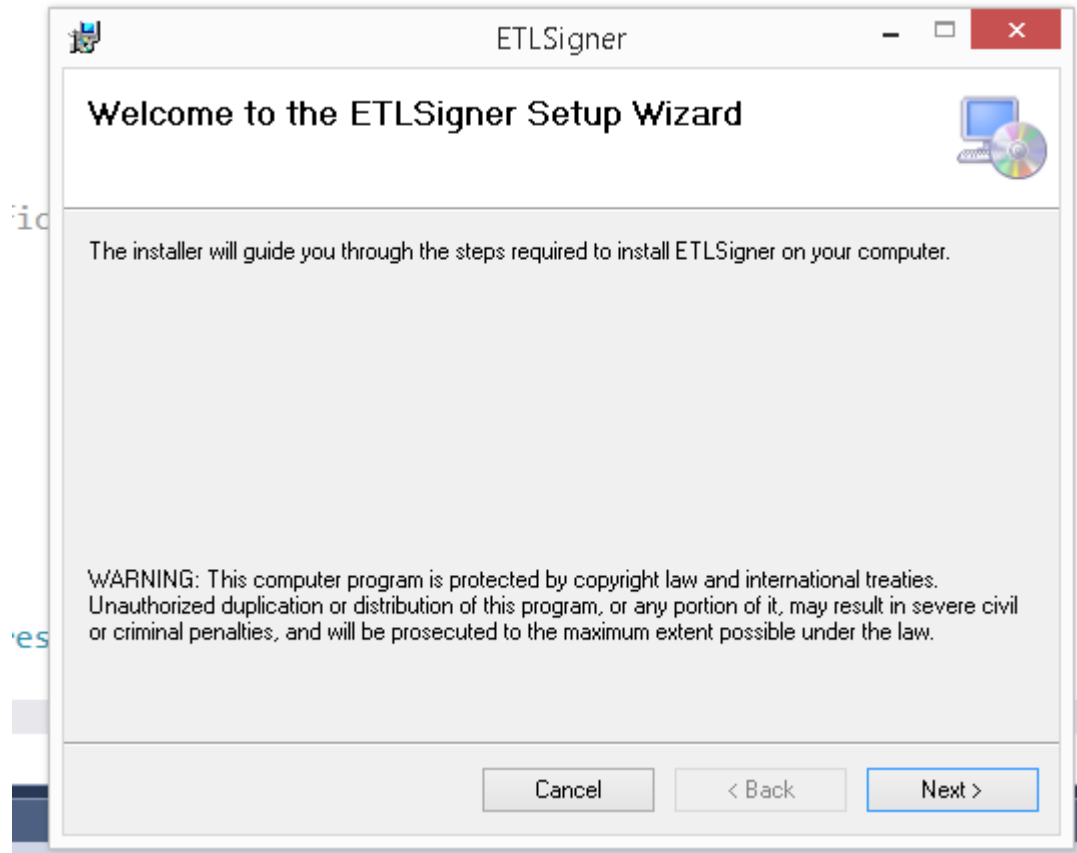 ETLSigner
Welcome to the ETLSigner Setup Wizard
The installer will guide you through the steps required to install ETLSigner on your computer.
WARNING: This computer program is protected by copyright law and international treaties.
Unauthorized duplication or distribution of this program, or any portion of it, may result in severe civil
or criminal penalties, and will be prosecuted to the maximum extent possible under the law.
Cancel
< Back
Next >